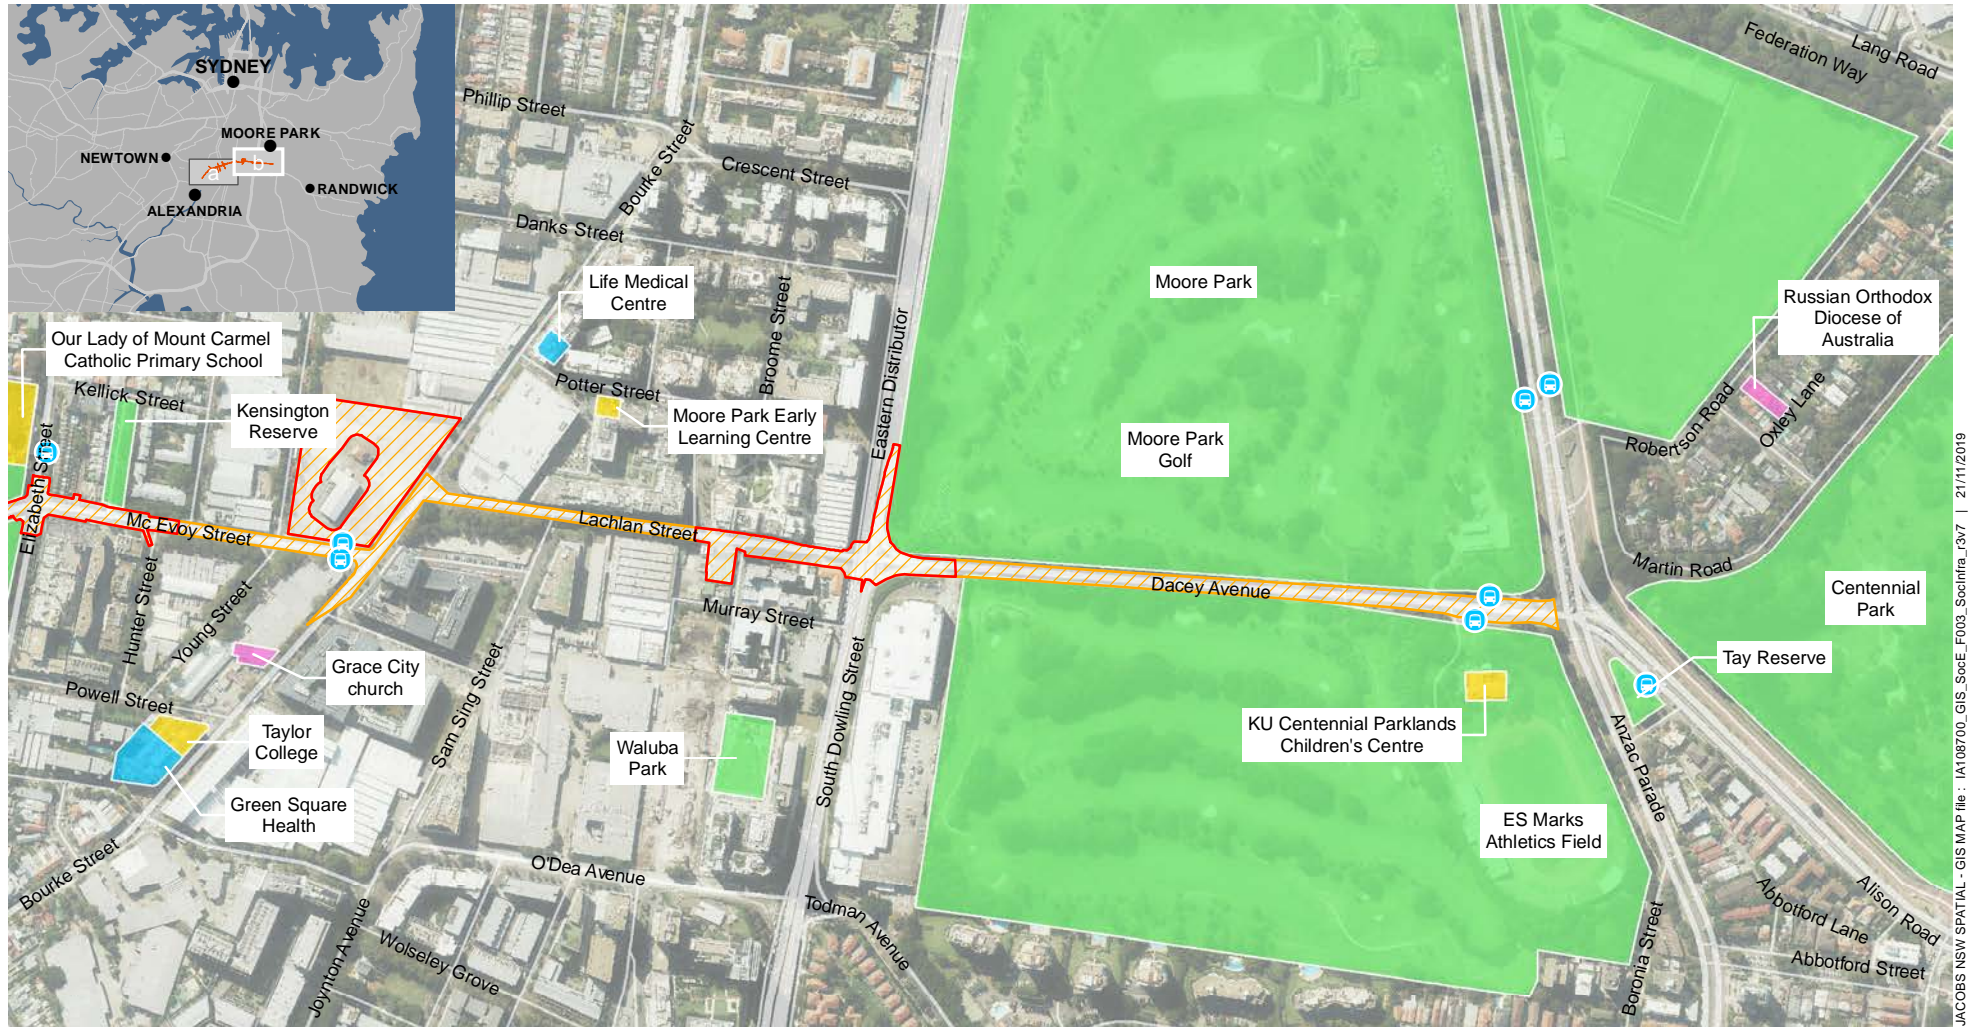 SYDNEY
MOORE PARK
NEWTOWN
a
b
RANDWICK
ALEXANDRIA
Phillip Street
Bourke Street
Crescent Street
Danks Street
Federation Way
Lang Road
Life Medical
Centre
Broome Street
Eastern Distributor
Moore Park
Russian Orthodox
Diocese of
Australia
Our Lady of Mount Carmel
Catholic Primary School
Kellick Street
Kensington
Reserve
Potter Street
Moore Park Early
Learning Centre
Moore Park
Golf
Robertson Road
Oxley Lane
Elizabeth Street
Mc Evoy Street
Lachlan Street
Dacey Avenue
Martin Road
Centennial
Park
Hunter Street
Young Street
Murray Street
Grace City
church
Sam Sing Street
South Dowling Street
Tay Reserve
Powell Street
Taylor
College
Waluba
Park
KU Centennial Parklands
Children's Centre
Anzac Parade
Green Square
Health
ES Marks
Athletics Field
Bourke Street
O'Dea Avenue
Todman Avenue
Joynton Avenue
Wolseley Grove
Boronia Street
Abbotford Lane
Alison Road
Abbotford Street
JACOBS NSW SPATIAL - GIS MAP file : IA108700_GIS_SocE_F003_SocInfra_r3v7 | 21/11/2019